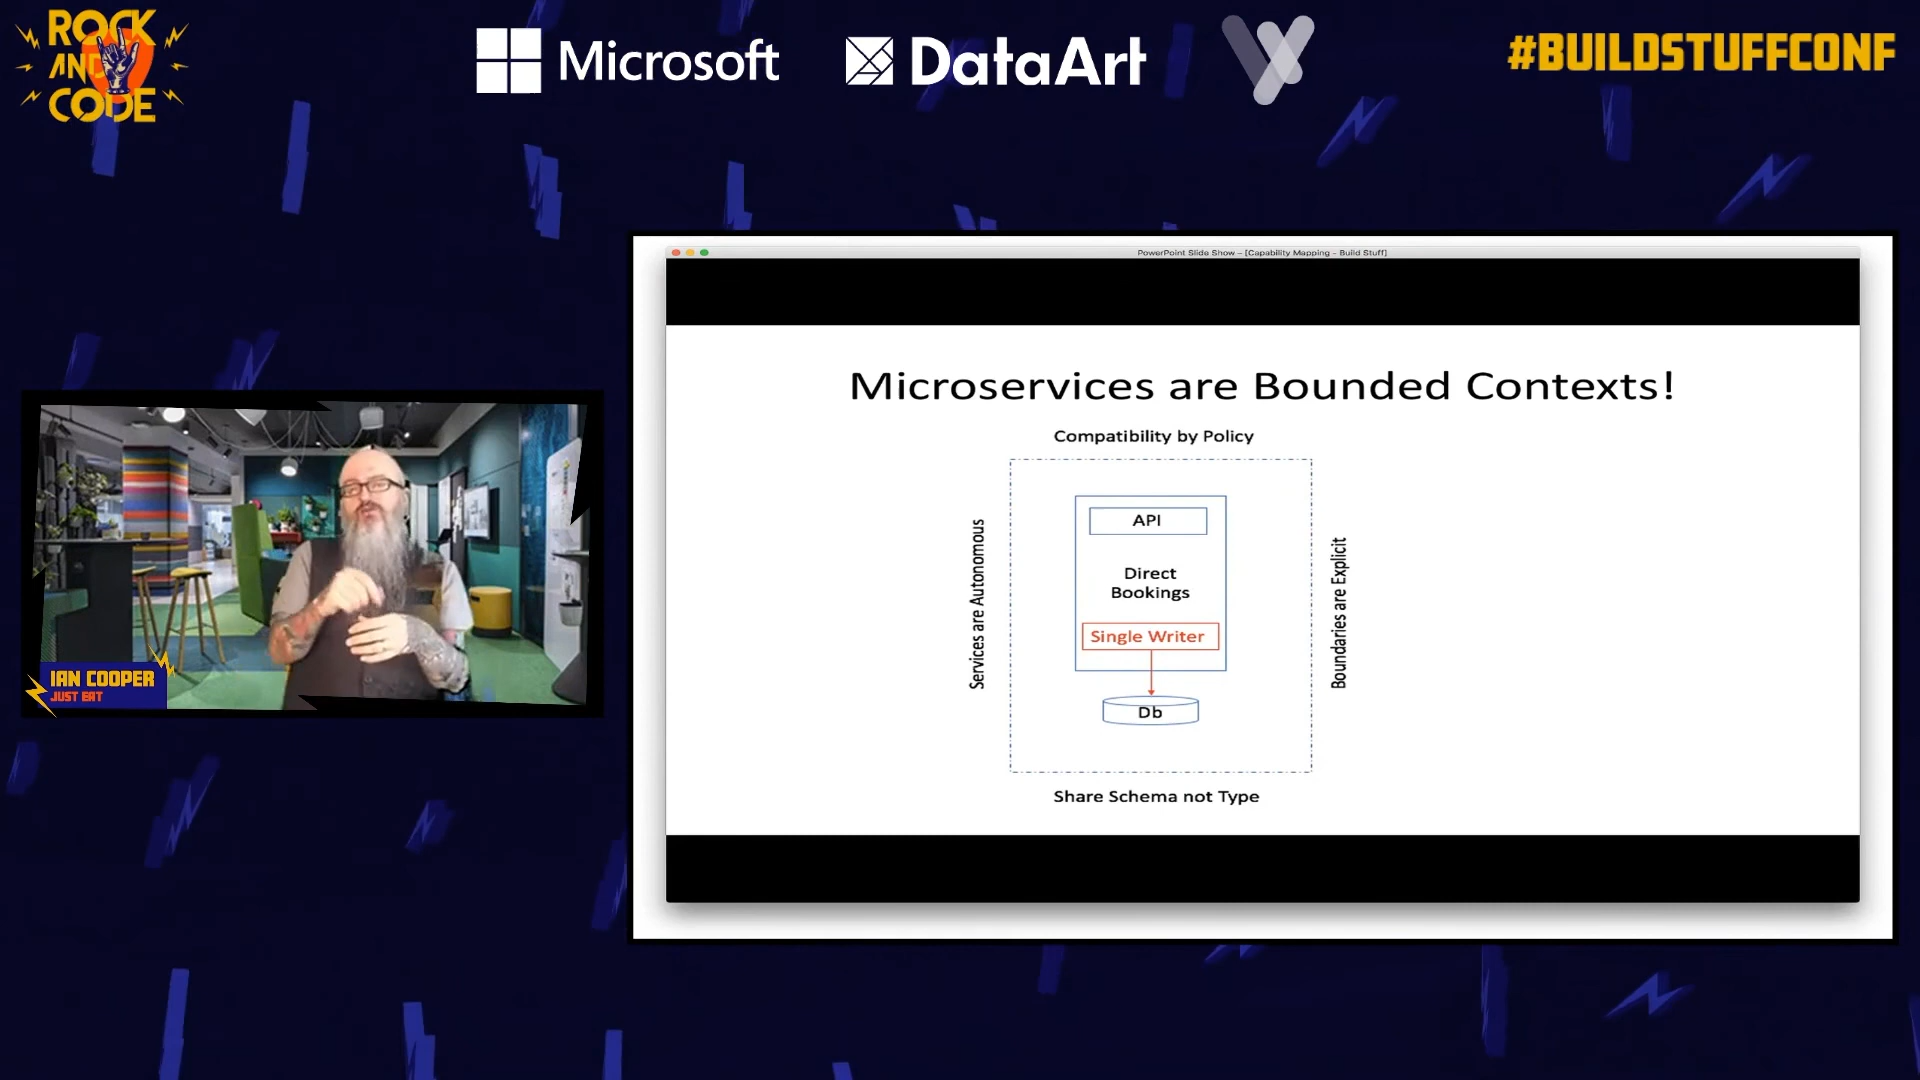 ROCK
AND
CODE
Microsoft
DataArt
#BUILDSTUFFCONF
PowerPoint Slide Show – [Capability Mapping - Build Stuff]
Microservices are Bounded Contexts!
Compatibility by Policy
Services are Autonomous
API
Direct
Bookings
Single Writer
Db
Boundaries are Explicit
Share Schema not Type
IAN COOPER
JUST EAT